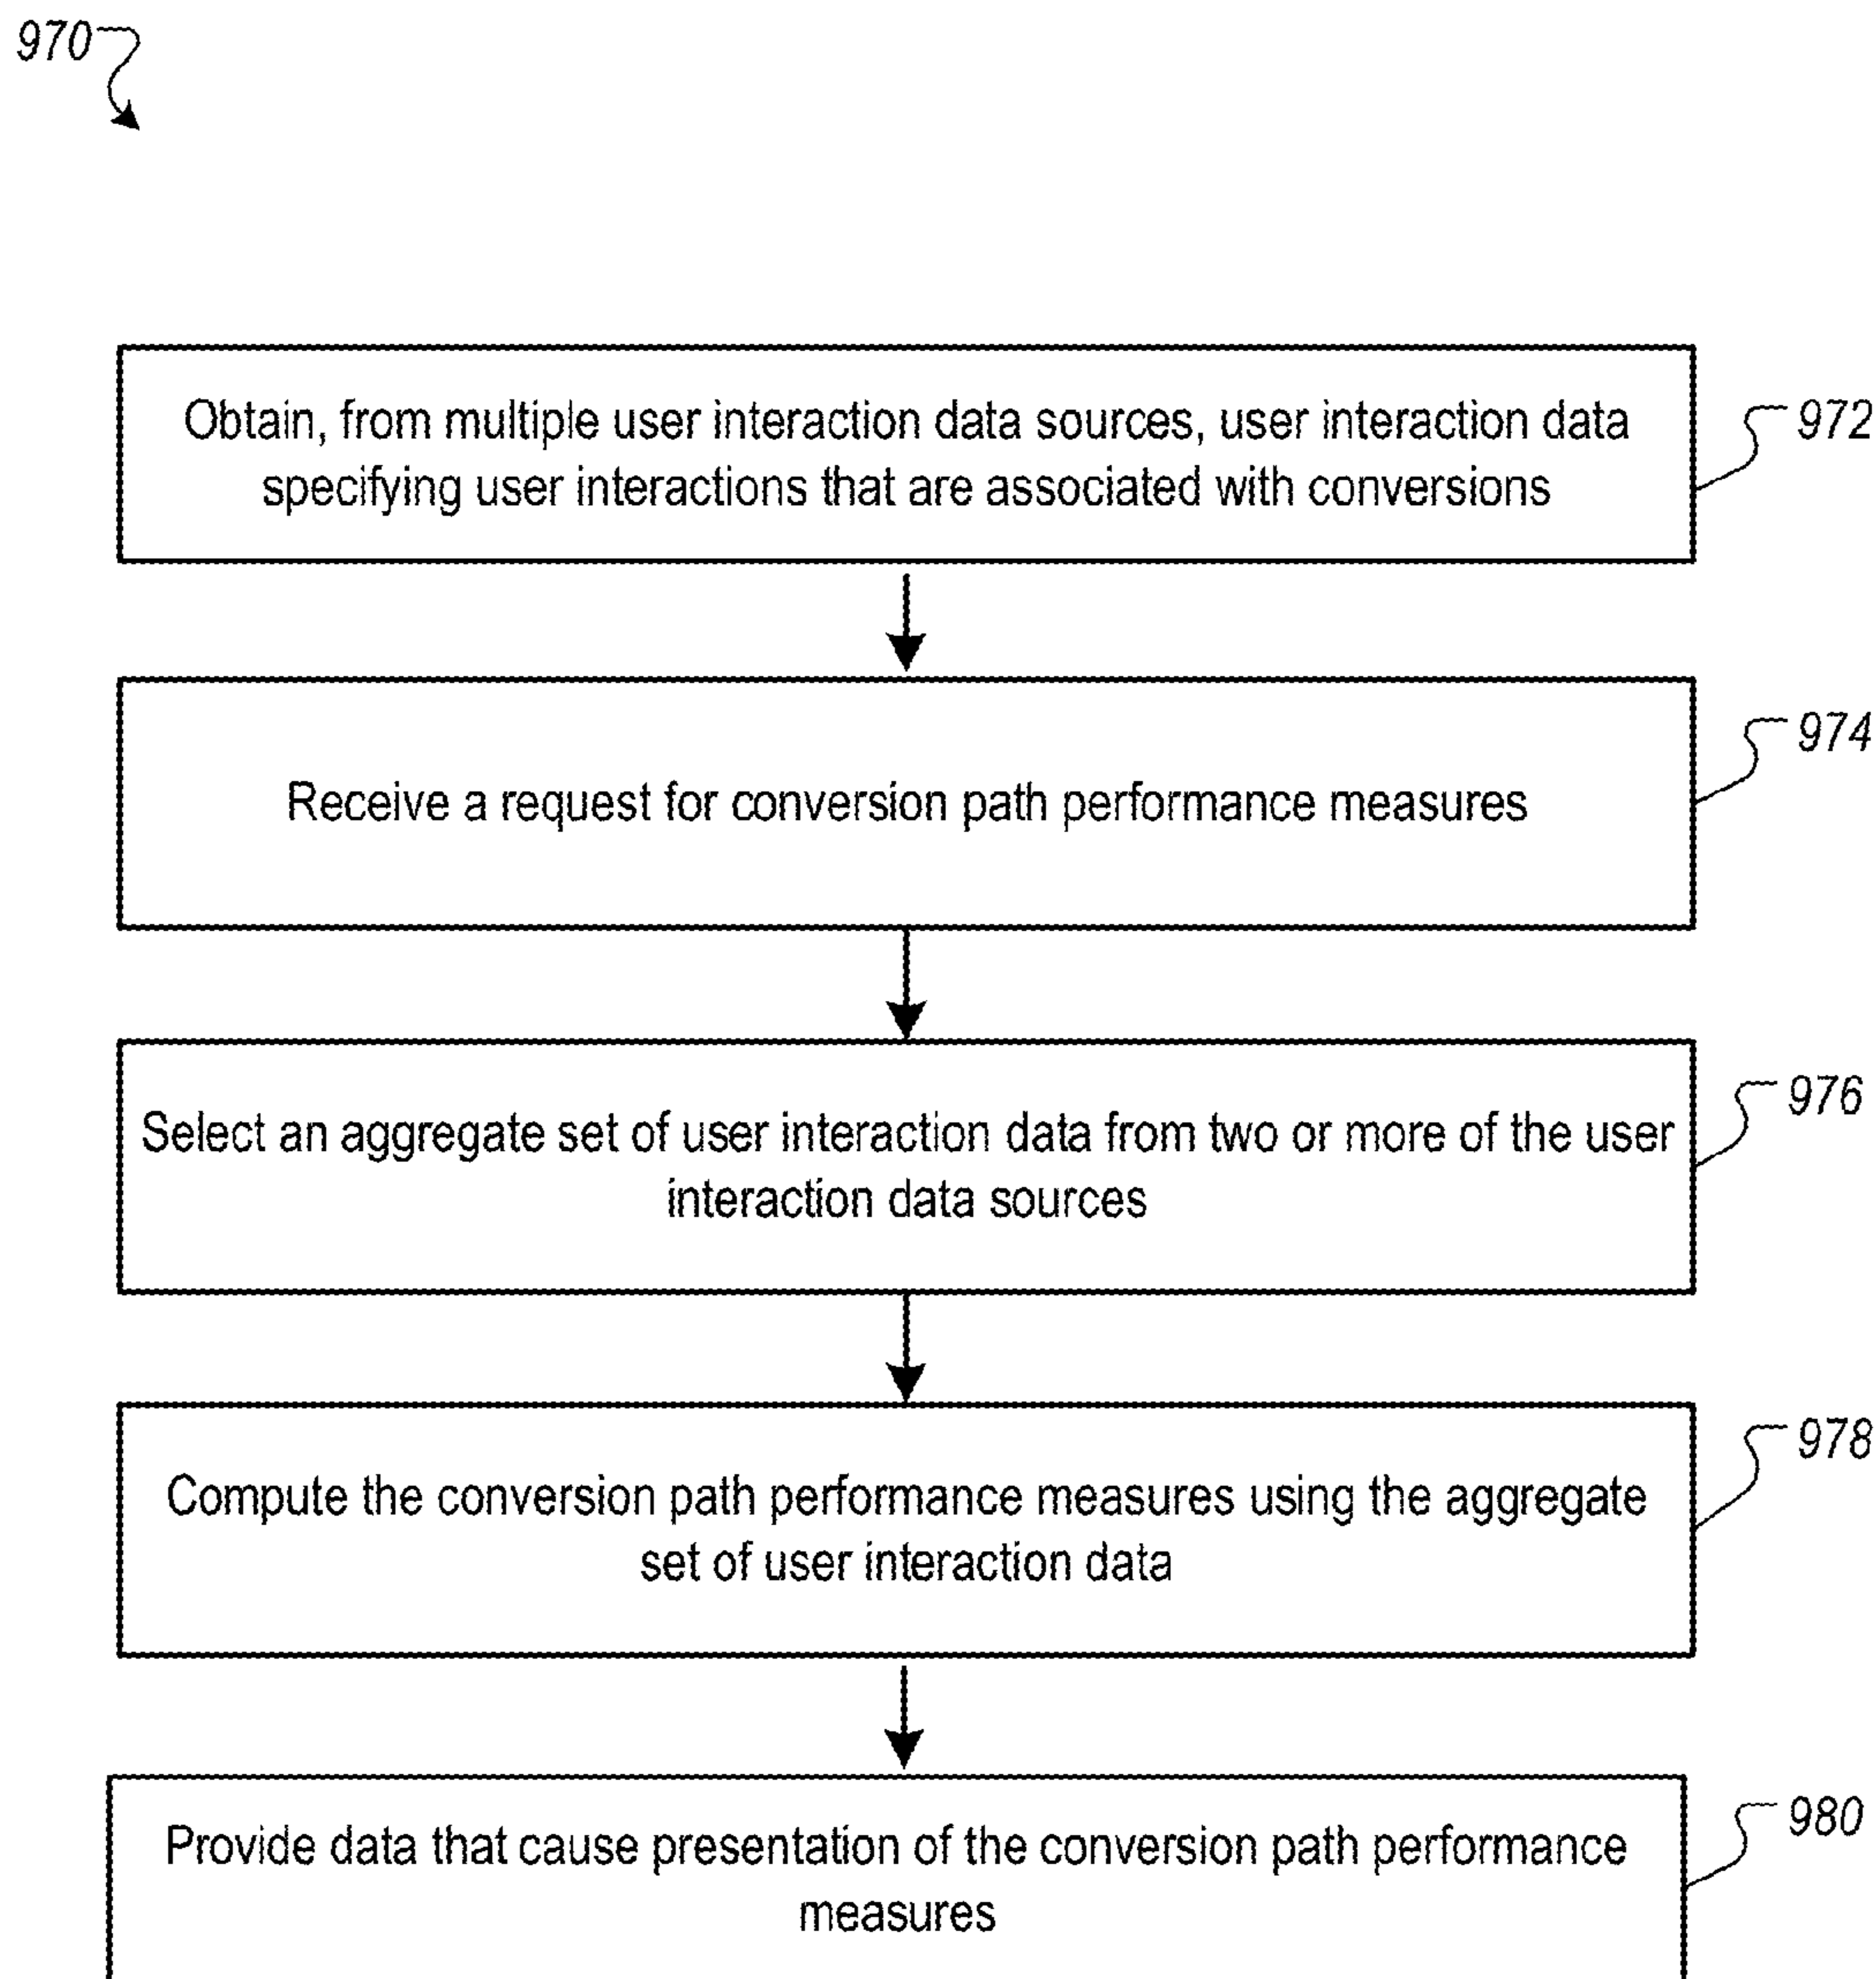 970
Obtain, from multiple user interaction data sources, user interaction data
specifying user interactions that are associated with conversions
972
Receive a request for conversion path performance measures
974
Select an aggregate set of user interaction data from two or more of the user
interaction data sources
976
Compute the conversion path performance measures using the aggregate
set of user interaction data
978
Provide data that cause presentation of the conversion path performance
measures
980